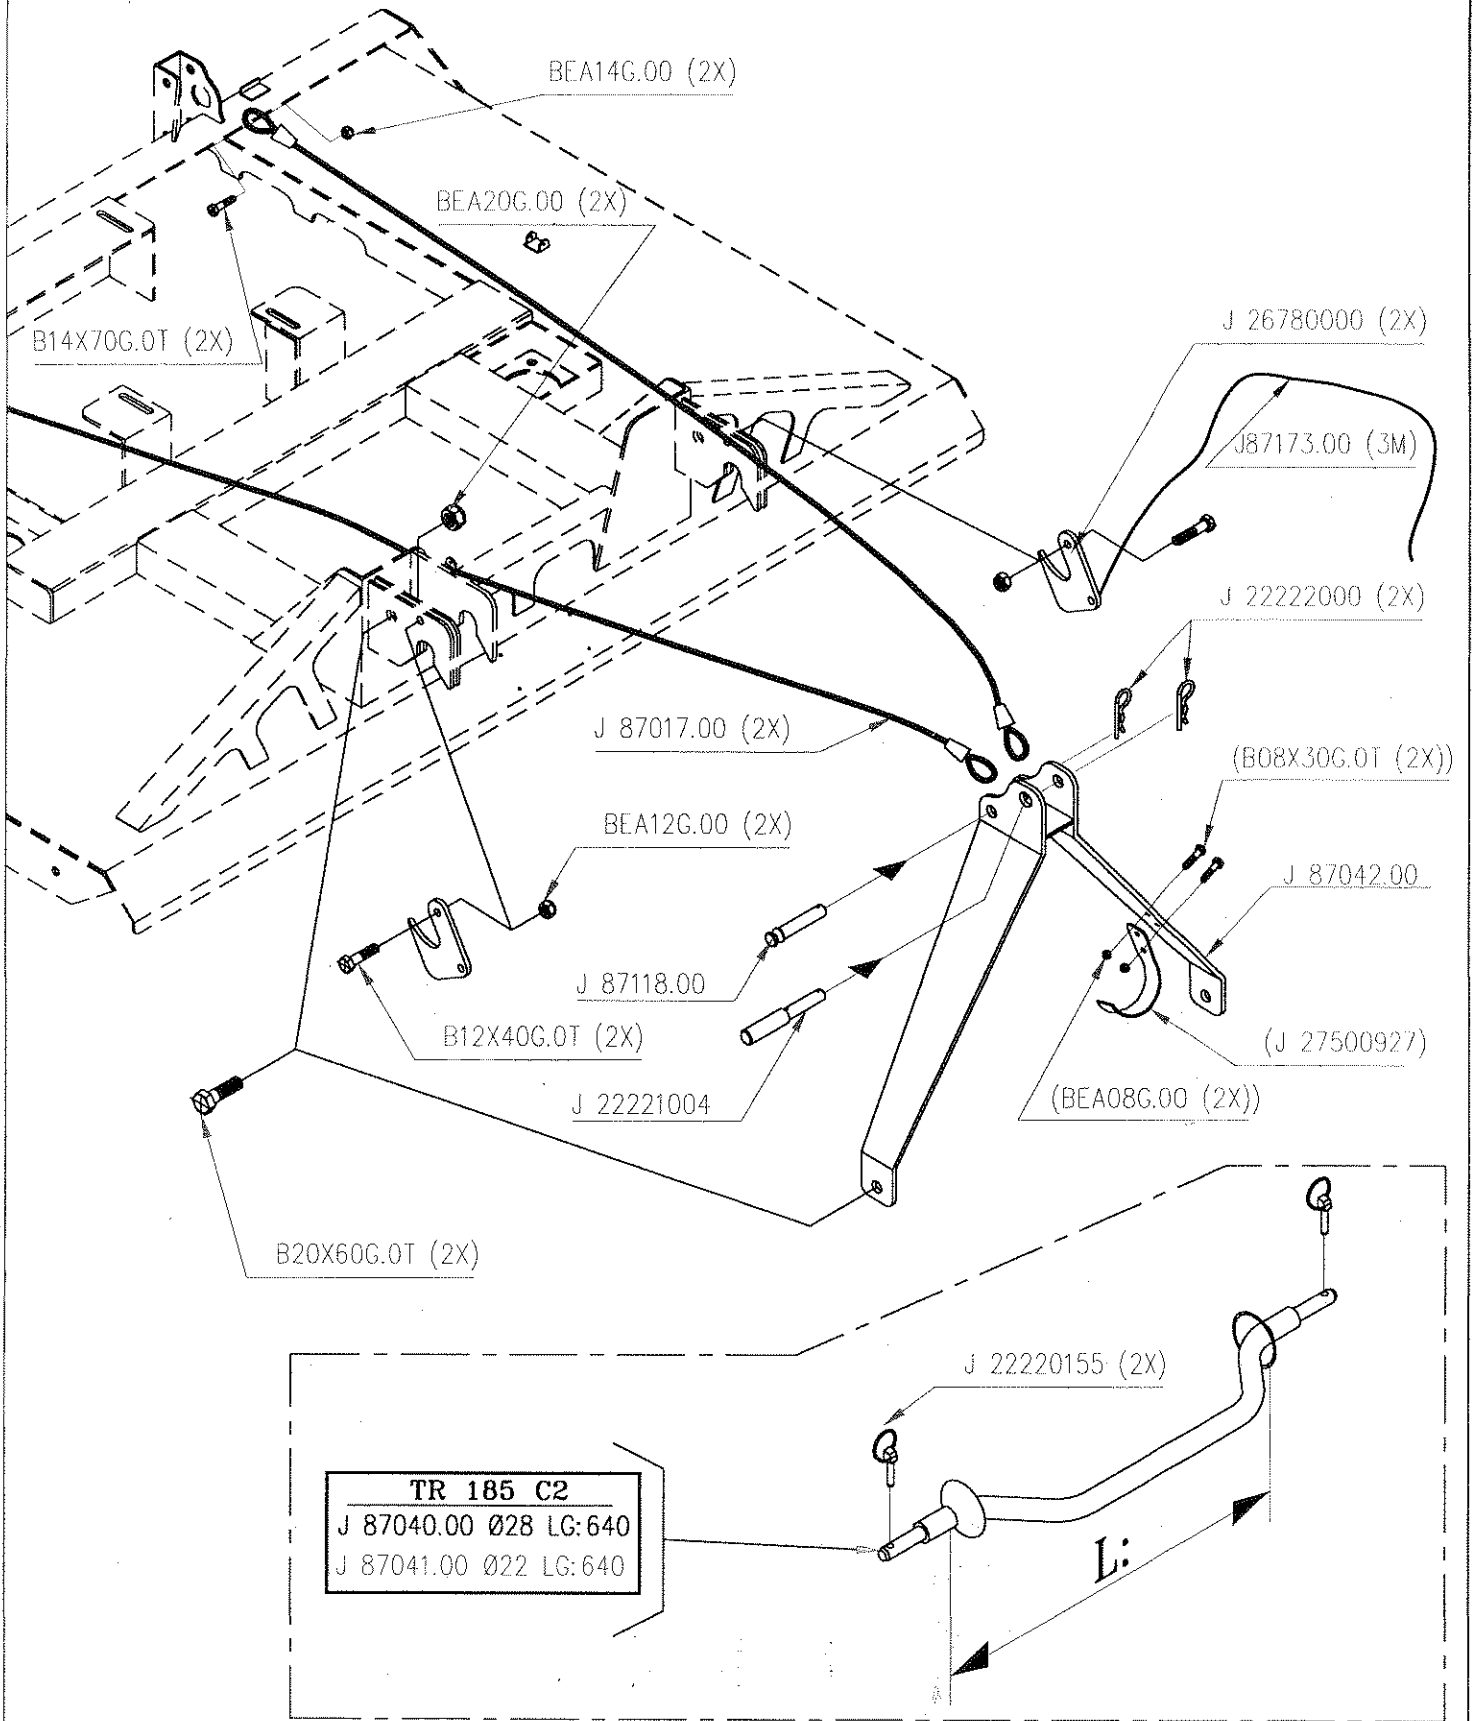 BEA14G.00 (2X)
BEA20G.00 (2X)
B14X70G.0T (2X)
J 26780000 (2X)
J87173.00 (3M)
J 22222000 (2X)
J 87017.00 (2X)
(B08X30G.0T (2X))
BEA12G.00 (2X)
J 87042.00
J 87118.00
B12X40G.0T (2X)
(J 27500927)
J 22221004
(BEA08G.00 (2X))
B20X60G.0T (2X)
J 22220155 (2X)
TR 185 C2
J 87040.00 Ø28 LG:640
J 87041.00 Ø22 LG:640
L: